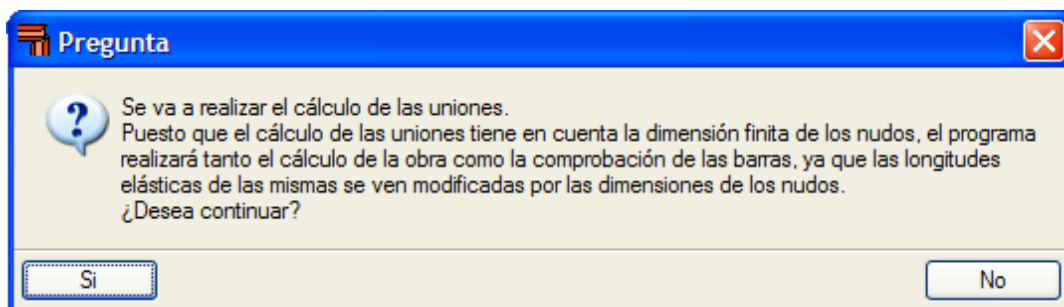 Pregunta
Se va a realizar el cálculo de las uniones.
Puesto que el cálculo de las uniones tiene en cuenta la dimensión finita de los nudos, el programa
realizará tanto el cálculo de la obra como la comprobación de las barras, ya que las longitudes
elásticas de las mismas se ven modificadas por las dimensiones de los nudos.
¿Desea continuar?
Si
No